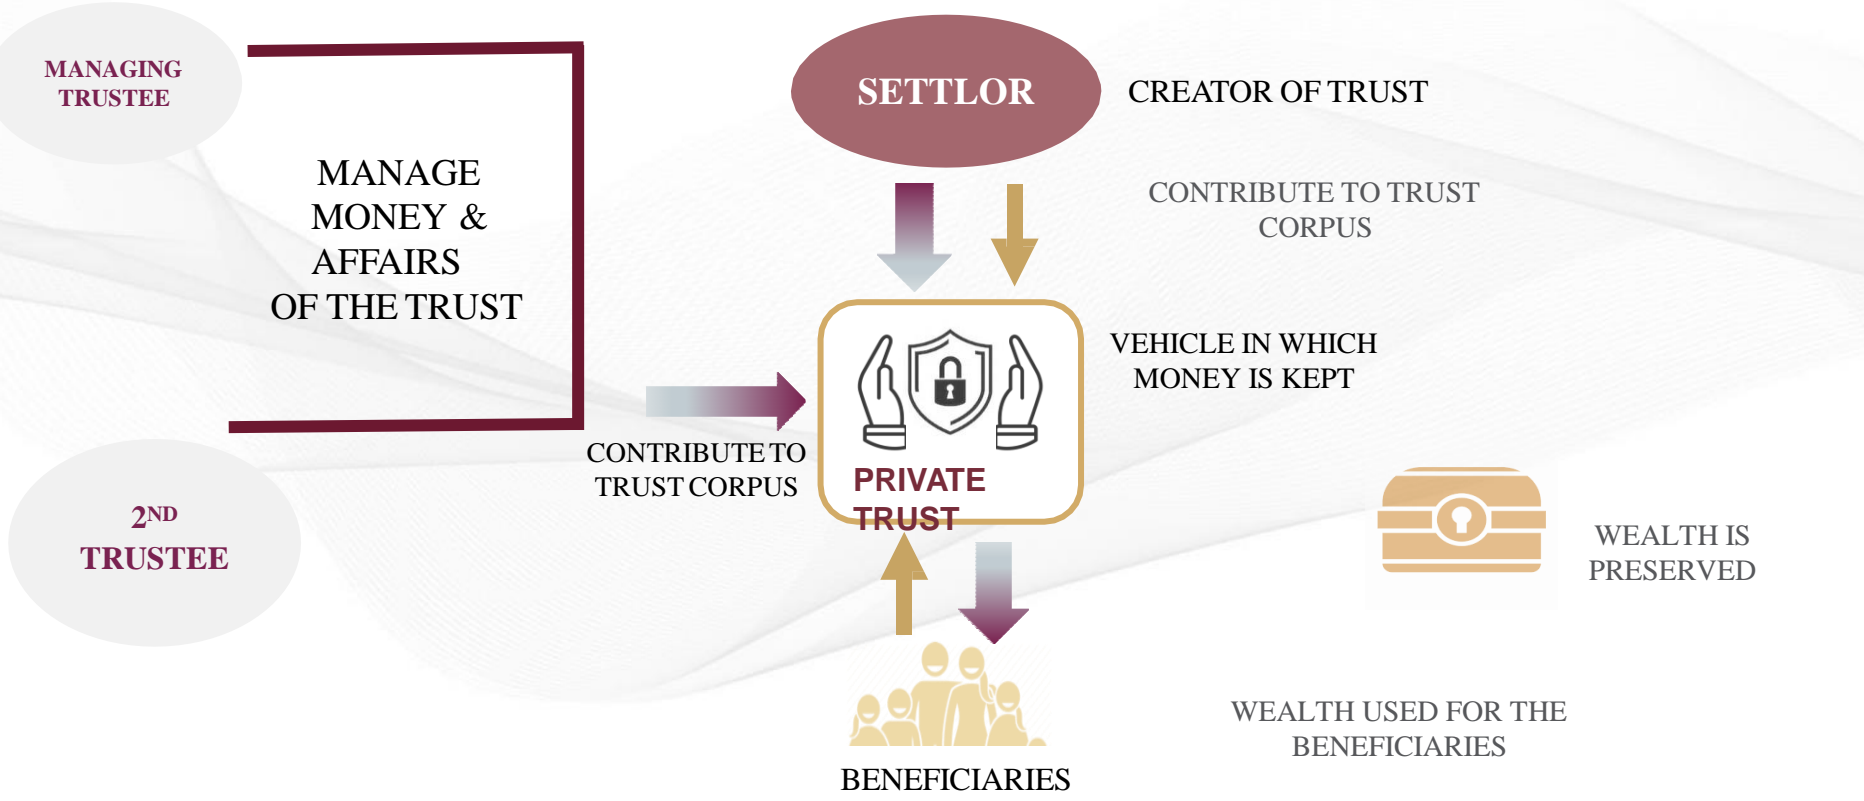 MANAGING
TRUSTEE
MANAGE
MONEY &
AFFAIRS
OF THE TRUST
2ND
TRUSTEE
SETTLOR
CREATOR OF TRUST
CONTRIBUTE TO TRUST
CORPUS
VEHICLE IN WHICH
MONEY IS KEPT
CONTRIBUTE TO
TRUST CORPUS
PRIVATE
TRUST
WEALTH IS
PRESERVED
WEALTH USED FOR THE
BENEFICIARIES
BENEFICIARIES